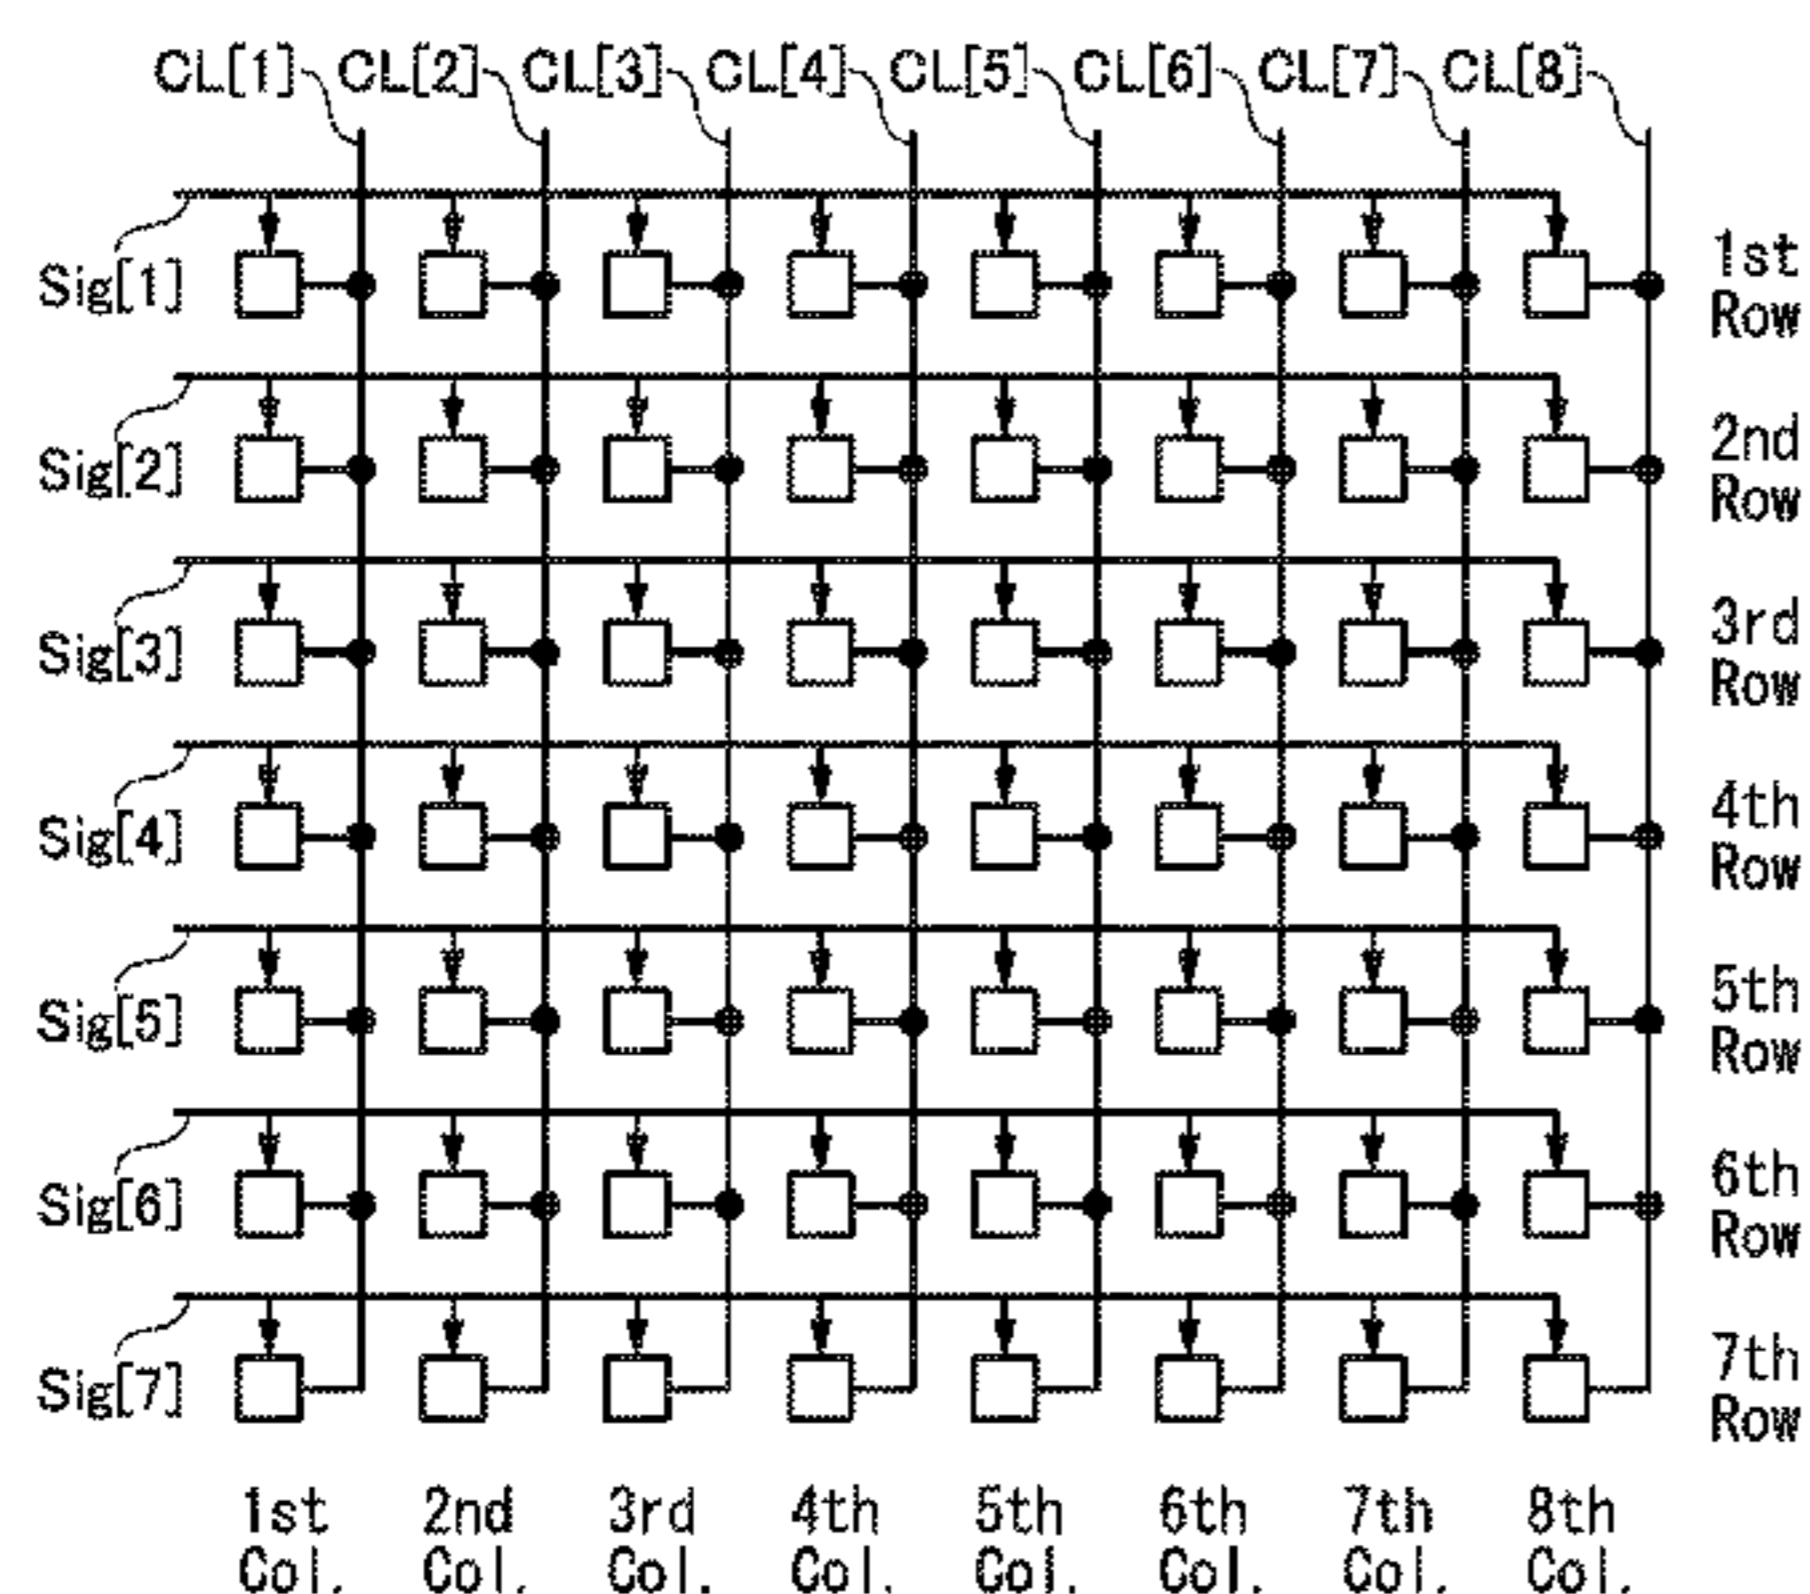 CL[1] CL[2] CL[3] CL[4] CL[5] CL[6] CL[7] CL[8]
Sig[1]
1st
Row
Sig[2]
2nd
Row
Sig[3]
3rd
Row
Sig[4]
4th
Row
Sig[5]
5th
Row
Sig[6]
6th
Row
Sig[7]
7th
Row
1st 2nd 3rd 4th 5th 6th 7th 8th
Col. Col. Col. Col. Col. Col. Col. Col.